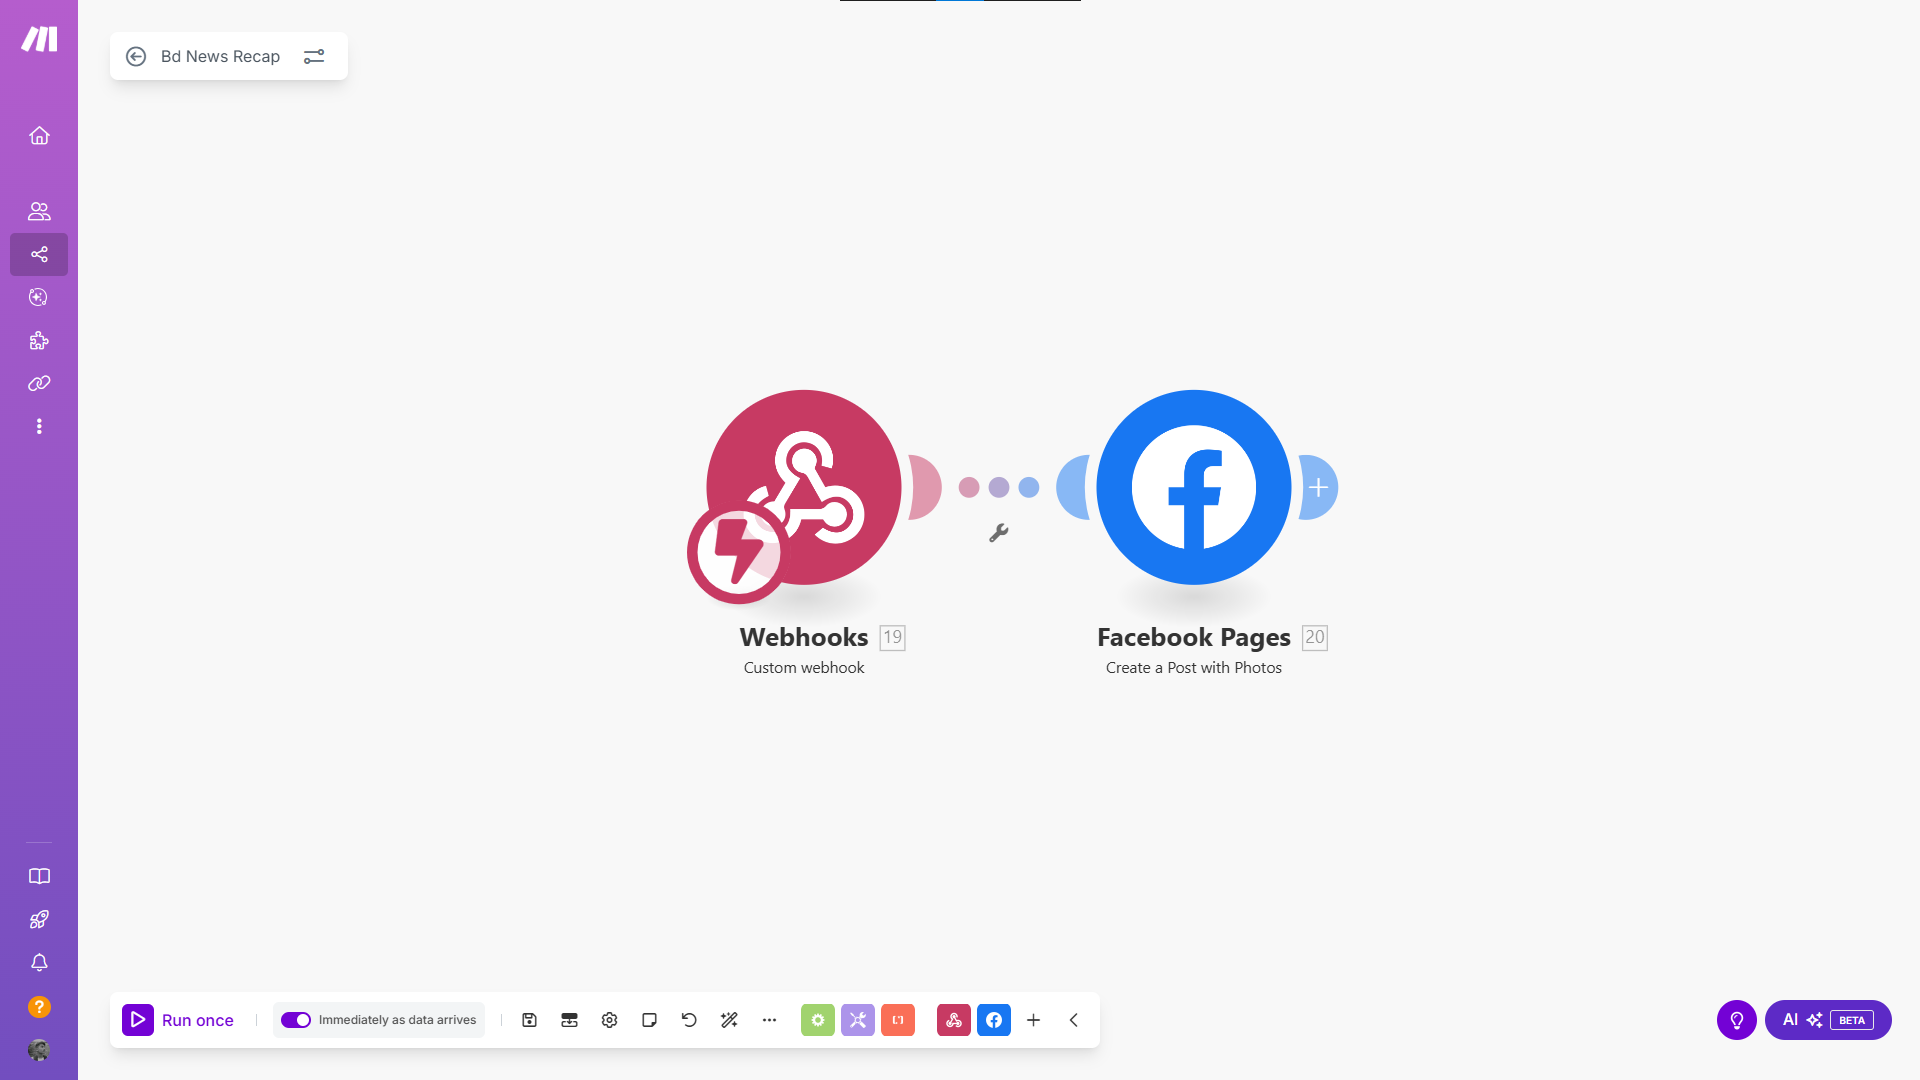 Bd News Recap
Webhooks 19
Custom webhook
Facebook Pages 20
Create a Post with Photos
Run once
Immediately as data arrives
AI BETA